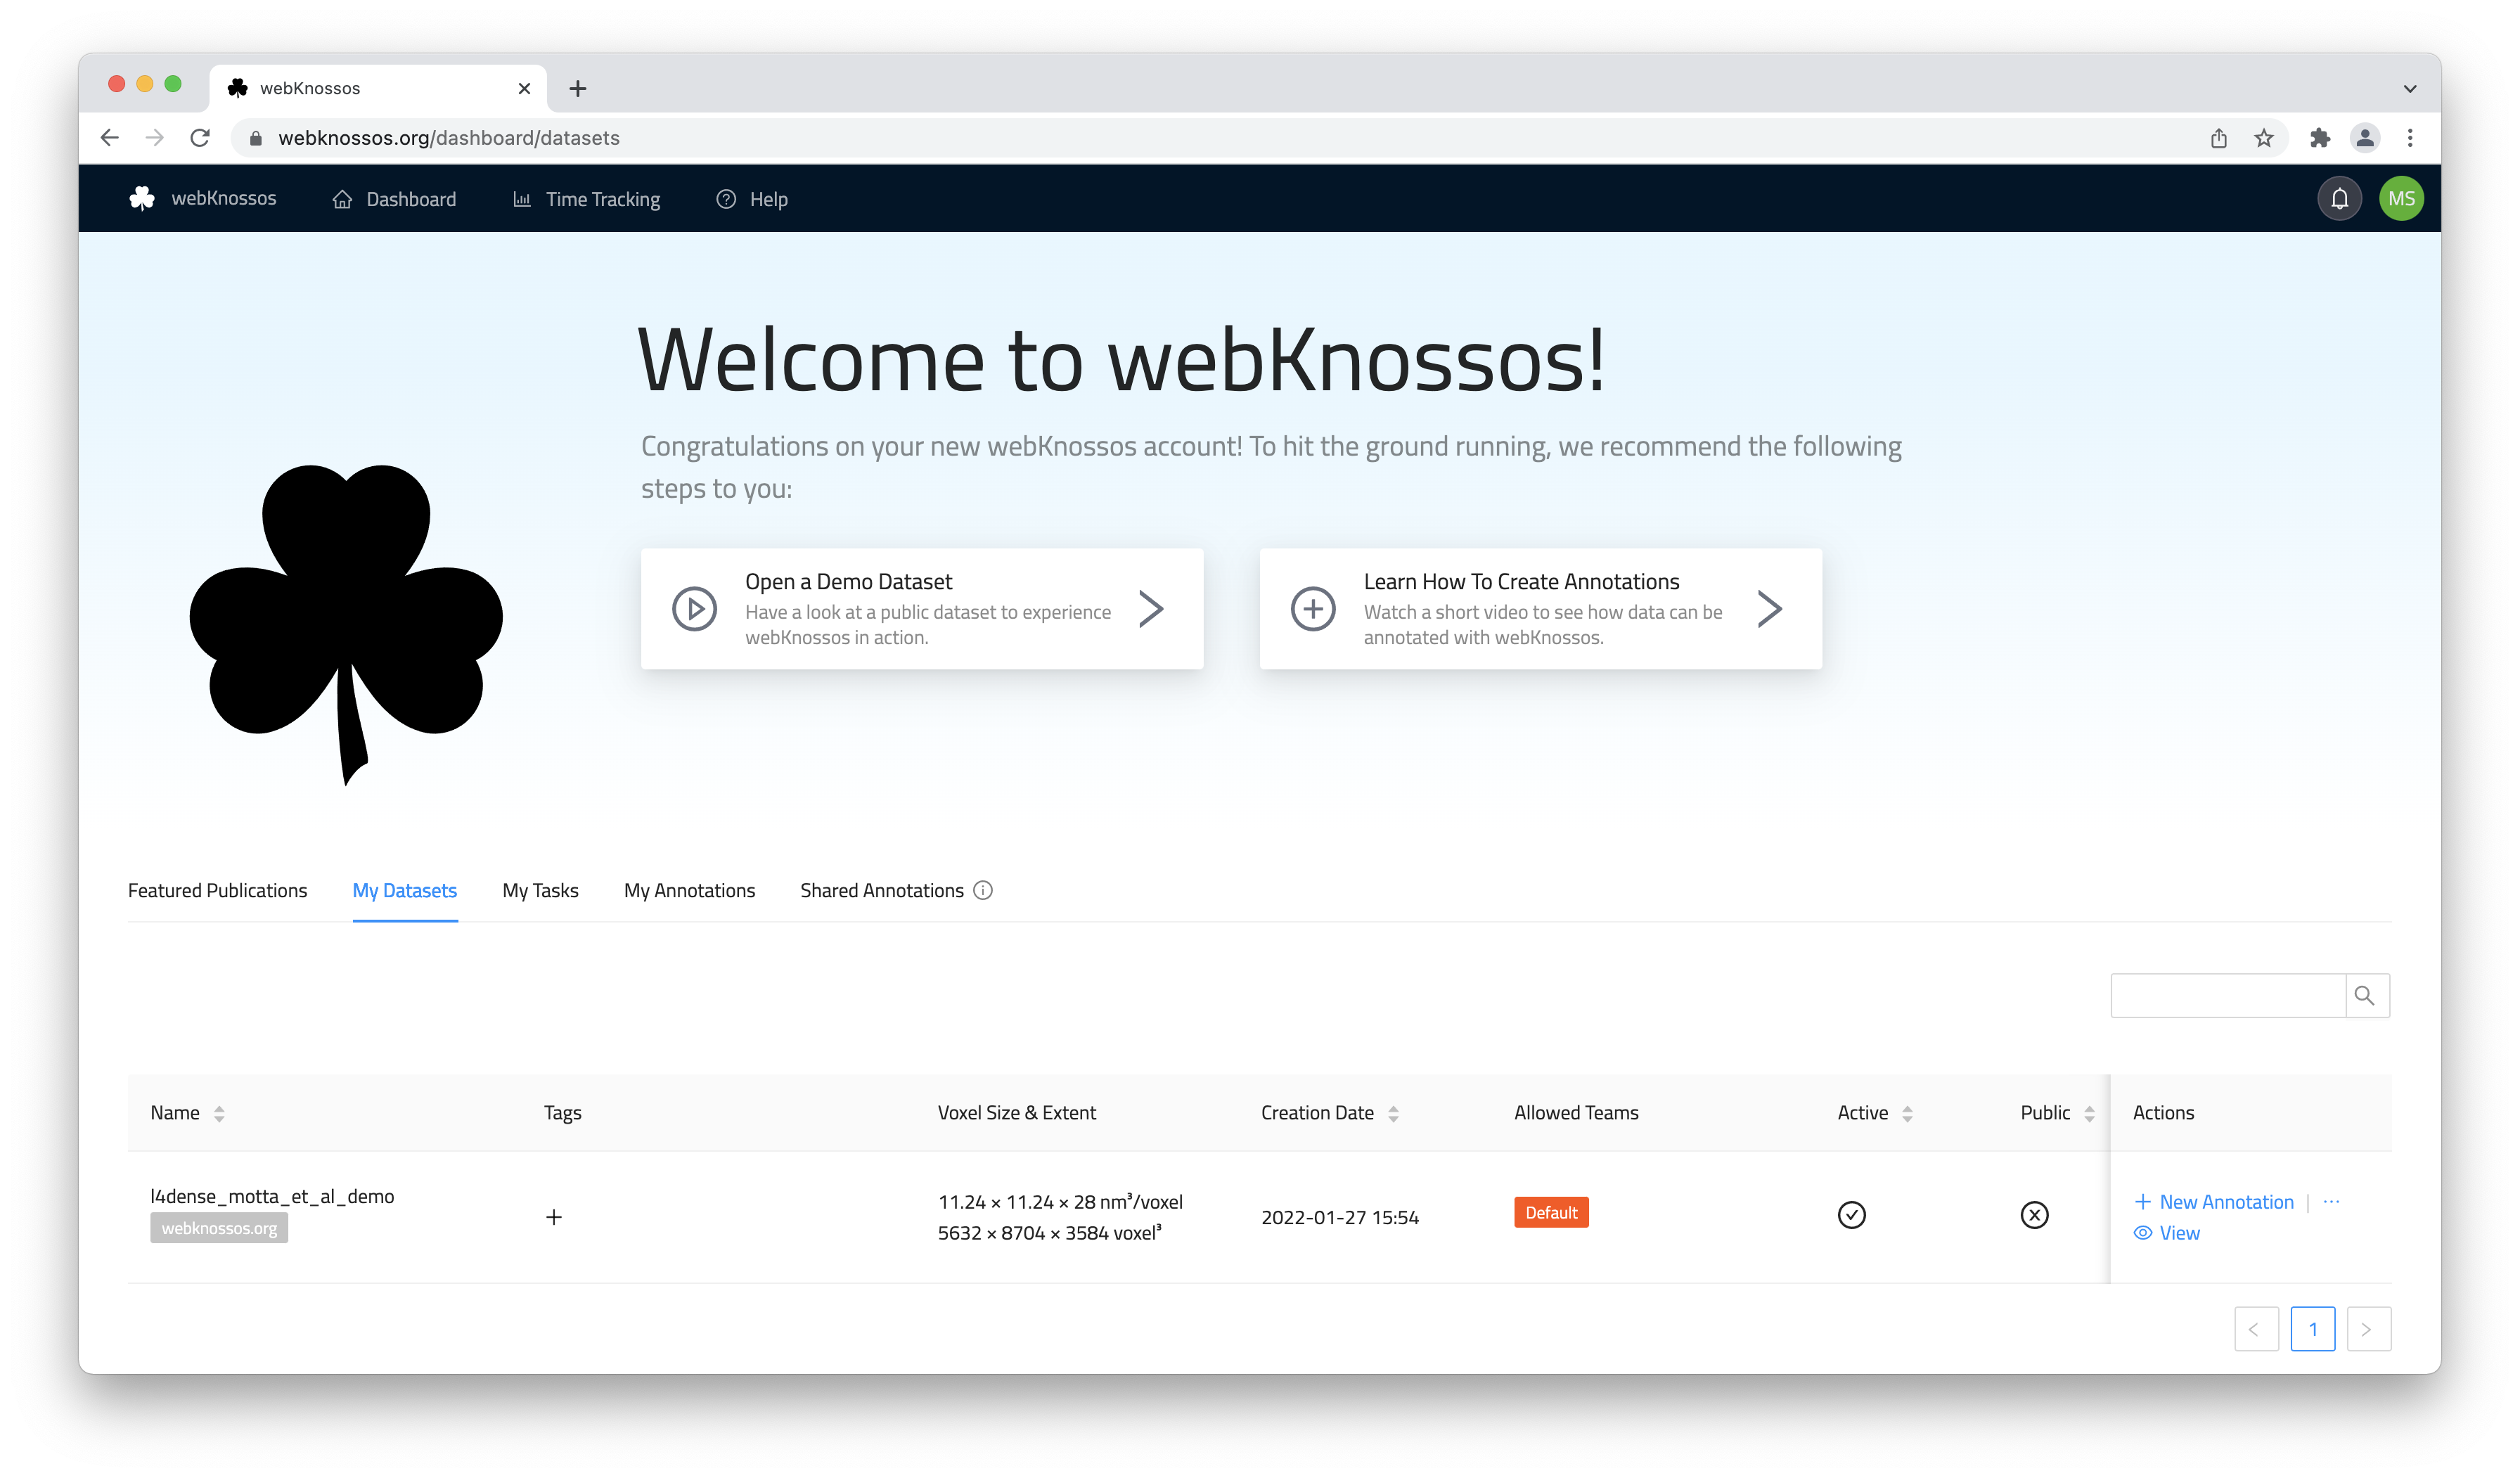 webKnossos
webknossos.org/dashboard/datasets
webKnossos Dashboard Time Tracking Help MS
Welcome to webKnossos!
Congratulations on your new webKnossos account! To hit the ground running, we recommend the following
steps to you:
Open a Demo Dataset
Have a look at a public dataset to experience
webKnossos in action.
Learn How To Create Annotations
Watch a short video to see how data can be
annotated with webKnossos.
Featured Publications My Datasets My Tasks My Annotations Shared Annotations
Name Tags Voxel Size & Extent Creation Date Allowed Teams Active Public Actions
l4dense_motta_et_al_demo
webknossos.org
11.24 × 11.24 × 28 nm³/voxel
5632 × 8704 × 3584 voxel³
2022-01-27 15:54
Default
New Annotation
View
1